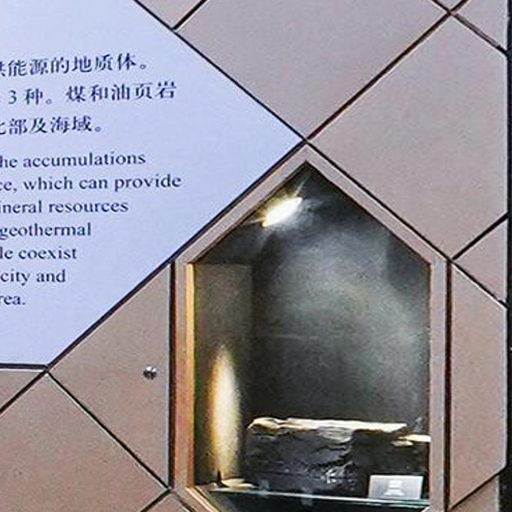 能源的地质体。
3 种。煤和油页岩
部及海域。
he accumulations
ce, which can provide
ineral resources
geothermal
le coexist
city and
rea.